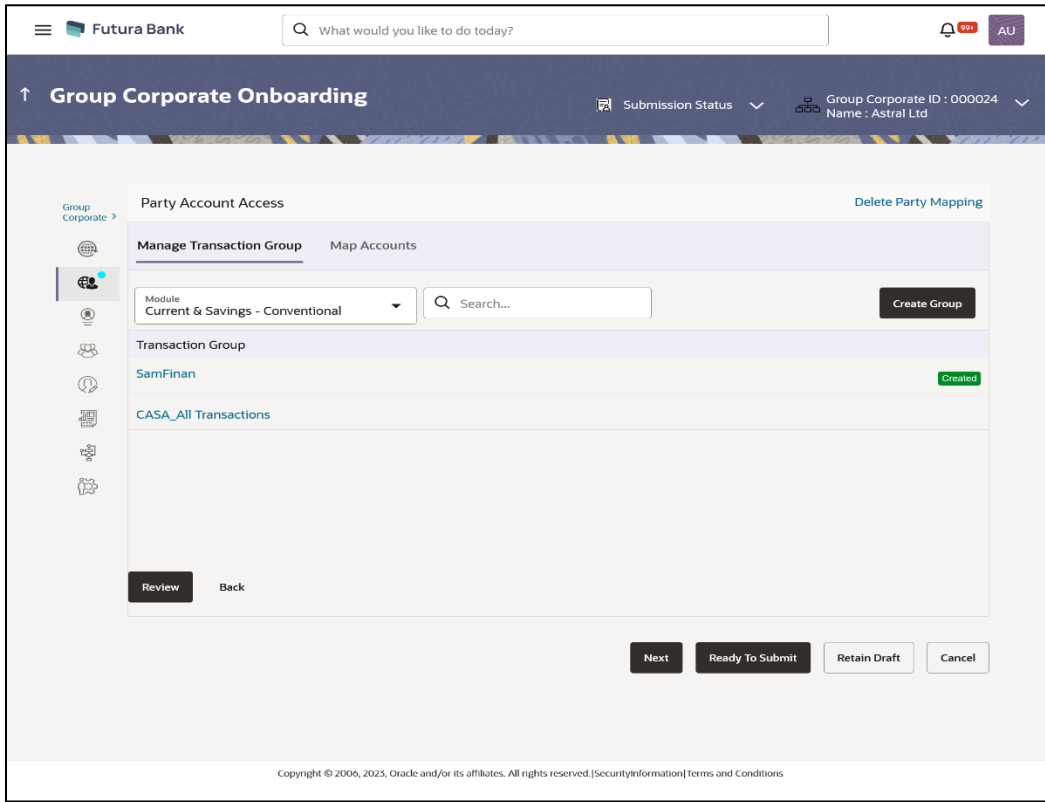 Futura Bank
What would you like to do today?
99+
AU
↑ Group Corporate Onboarding
Submission Status
Group Corporate ID : 000024
Name : Astral Ltd
Group
Corporate >
Party Account Access
Delete Party Mapping
Manage Transaction Group
Map Accounts
Module
Current & Savings - Conventional
Search...
Create Group
Transaction Group
SamFinan
Created
CASA_All Transactions
Review
Back
Next
Ready To Submit
Retain Draft
Cancel
Copyright © 2006, 2023, Oracle and/or its affiliates. All rights reserved.|SecurityInformation|Terms and Conditions